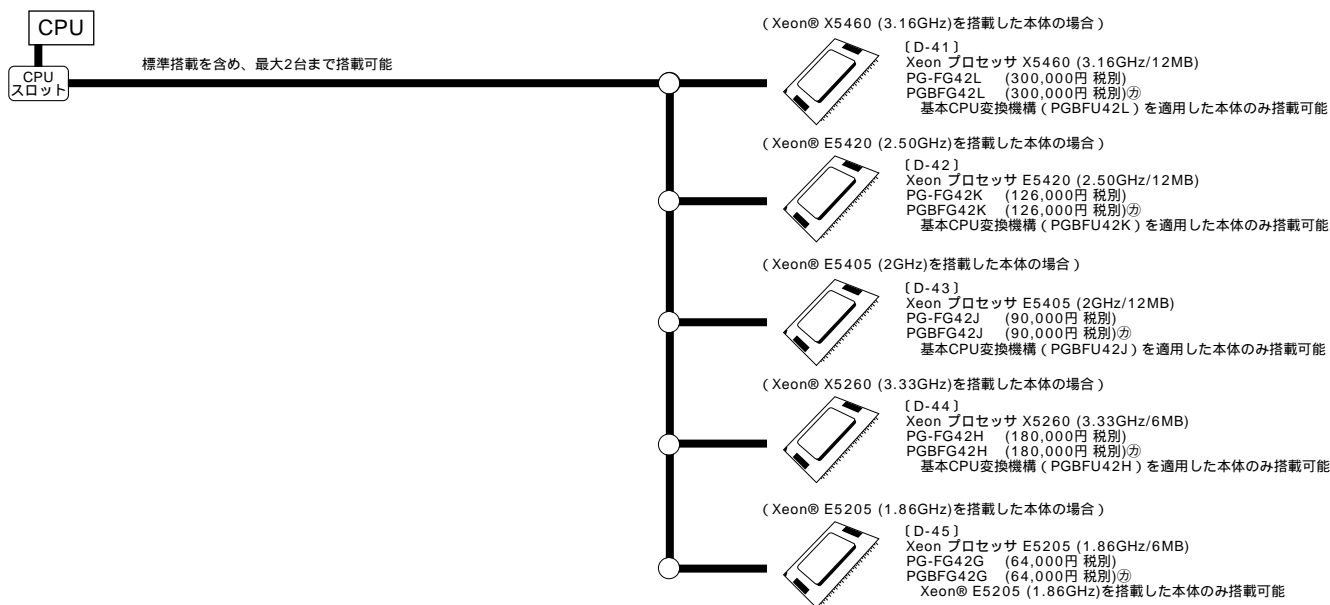 CPU
CPU
スロット
標準搭載を含め、最大2台まで搭載可能
(Xeon® X5460 (3.16GHz)を搭載した本体の場合)
〔D-41〕
Xeon プロセッサ X5460 (3.16GHz/12MB)
PG-FG42L (300,000円 税別)
PGBFG42L (300,000円 税別)㋕
基本CPU変換機構(PGBFU42L)を適用した本体のみ搭載可能
(Xeon® E5420 (2.50GHz)を搭載した本体の場合)
〔D-42〕
Xeon プロセッサ E5420 (2.50GHz/12MB)
PG-FG42K (126,000円 税別)
PGBFG42K (126,000円 税別)㋕
基本CPU変換機構(PGBFU42K)を適用した本体のみ搭載可能
(Xeon® E5405 (2GHz)を搭載した本体の場合)
〔D-43〕
Xeon プロセッサ E5405 (2GHz/12MB)
PG-FG42J (90,000円 税別)
PGBFG42J (90,000円 税別)㋕
基本CPU変換機構(PGBFU42J)を適用した本体のみ搭載可能
(Xeon® X5260 (3.33GHz)を搭載した本体の場合)
〔D-44〕
Xeon プロセッサ X5260 (3.33GHz/6MB)
PG-FG42H (180,000円 税別)
PGBFG42H (180,000円 税別)㋕
基本CPU変換機構(PGBFU42H)を適用した本体のみ搭載可能
(Xeon® E5205 (1.86GHz)を搭載した本体の場合)
〔D-45〕
Xeon プロセッサ E5205 (1.86GHz/6MB)
PG-FG42G (64,000円 税別)
PGBFG42G (64,000円 税別)㋕
Xeon® E5205 (1.86GHz)を搭載した本体のみ搭載可能